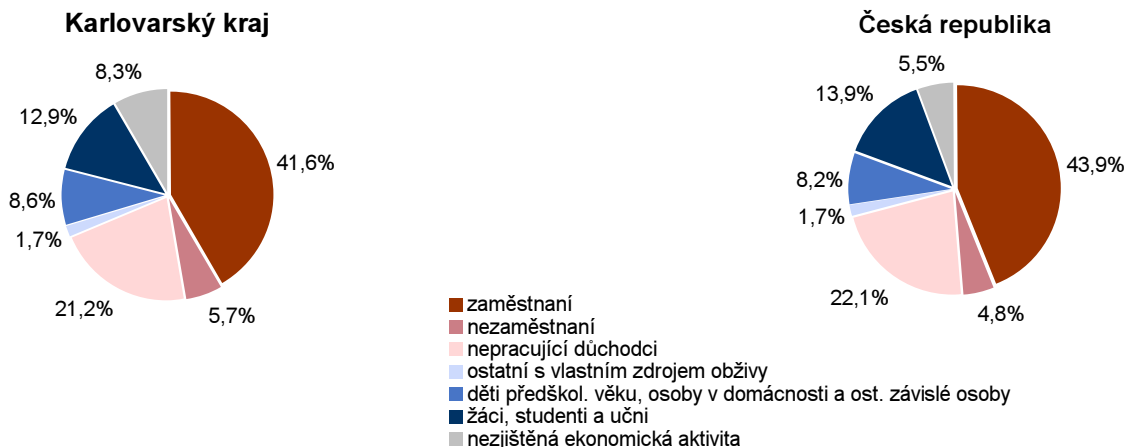 Karlovarský kraj
8,3%
12,9%
41,6%
8,6%
1,7%
21,2%
5,7%
Česká republika
5,5%
13,9%
43,9%
8,2%
1,7%
22,1%
4,8%
zaměstnaní
nezaměstnaní
nepracující důchodci
ostatní s vlastním zdrojem obživy
děti předškol. věku, osoby v domácnosti a ost. závislé osoby
žáci, studenti a učni
nezjištěná ekonomická aktivita